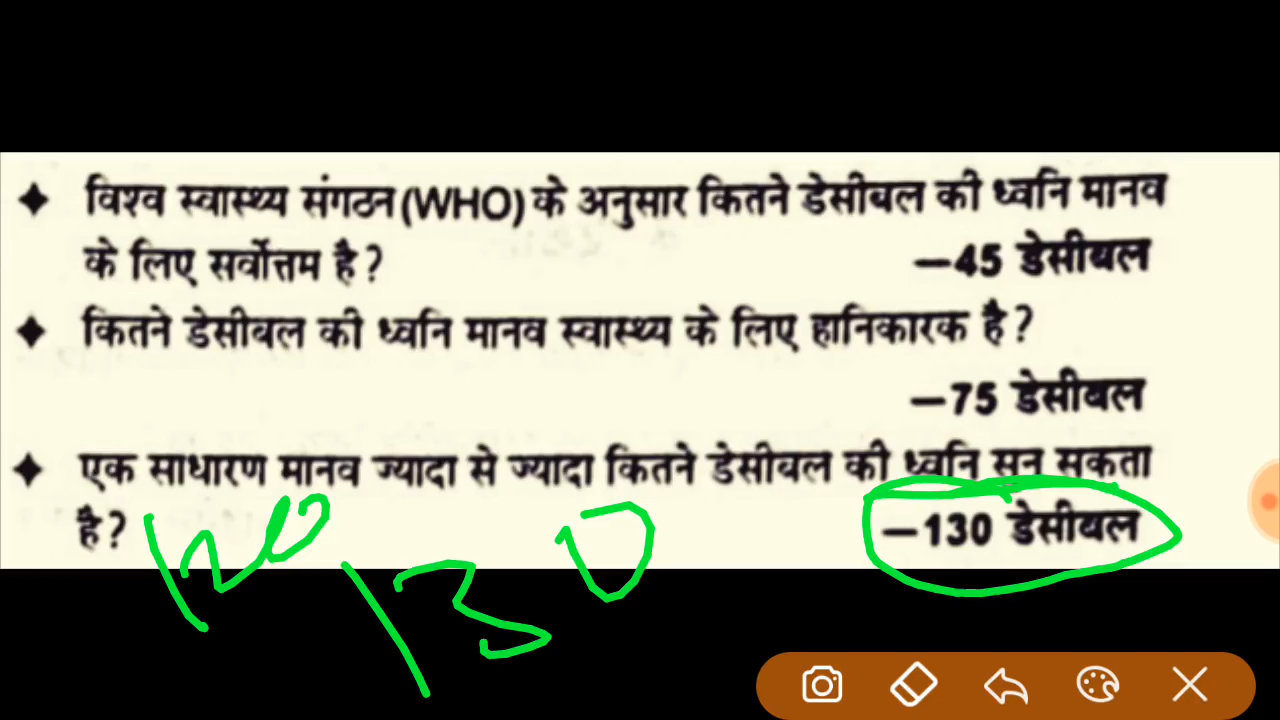 ♦ विश्व स्वास्थ्य संगठन (WHO) के अनुसार कितने डेसीबल की ध्वनि मानव
के लिए सर्वोत्तम है? —45 डेसीबल
♦ कितने डेसीबल की ध्वनि मानव स्वास्थ्य के लिए हानिकारक है?
—75 डेसीबल
♦ एक साधारण मानव ज्यादा से ज्यादा कितने डेसीबल की ध्वनि सुन सकता
है? —130 डेसीबल
120
130